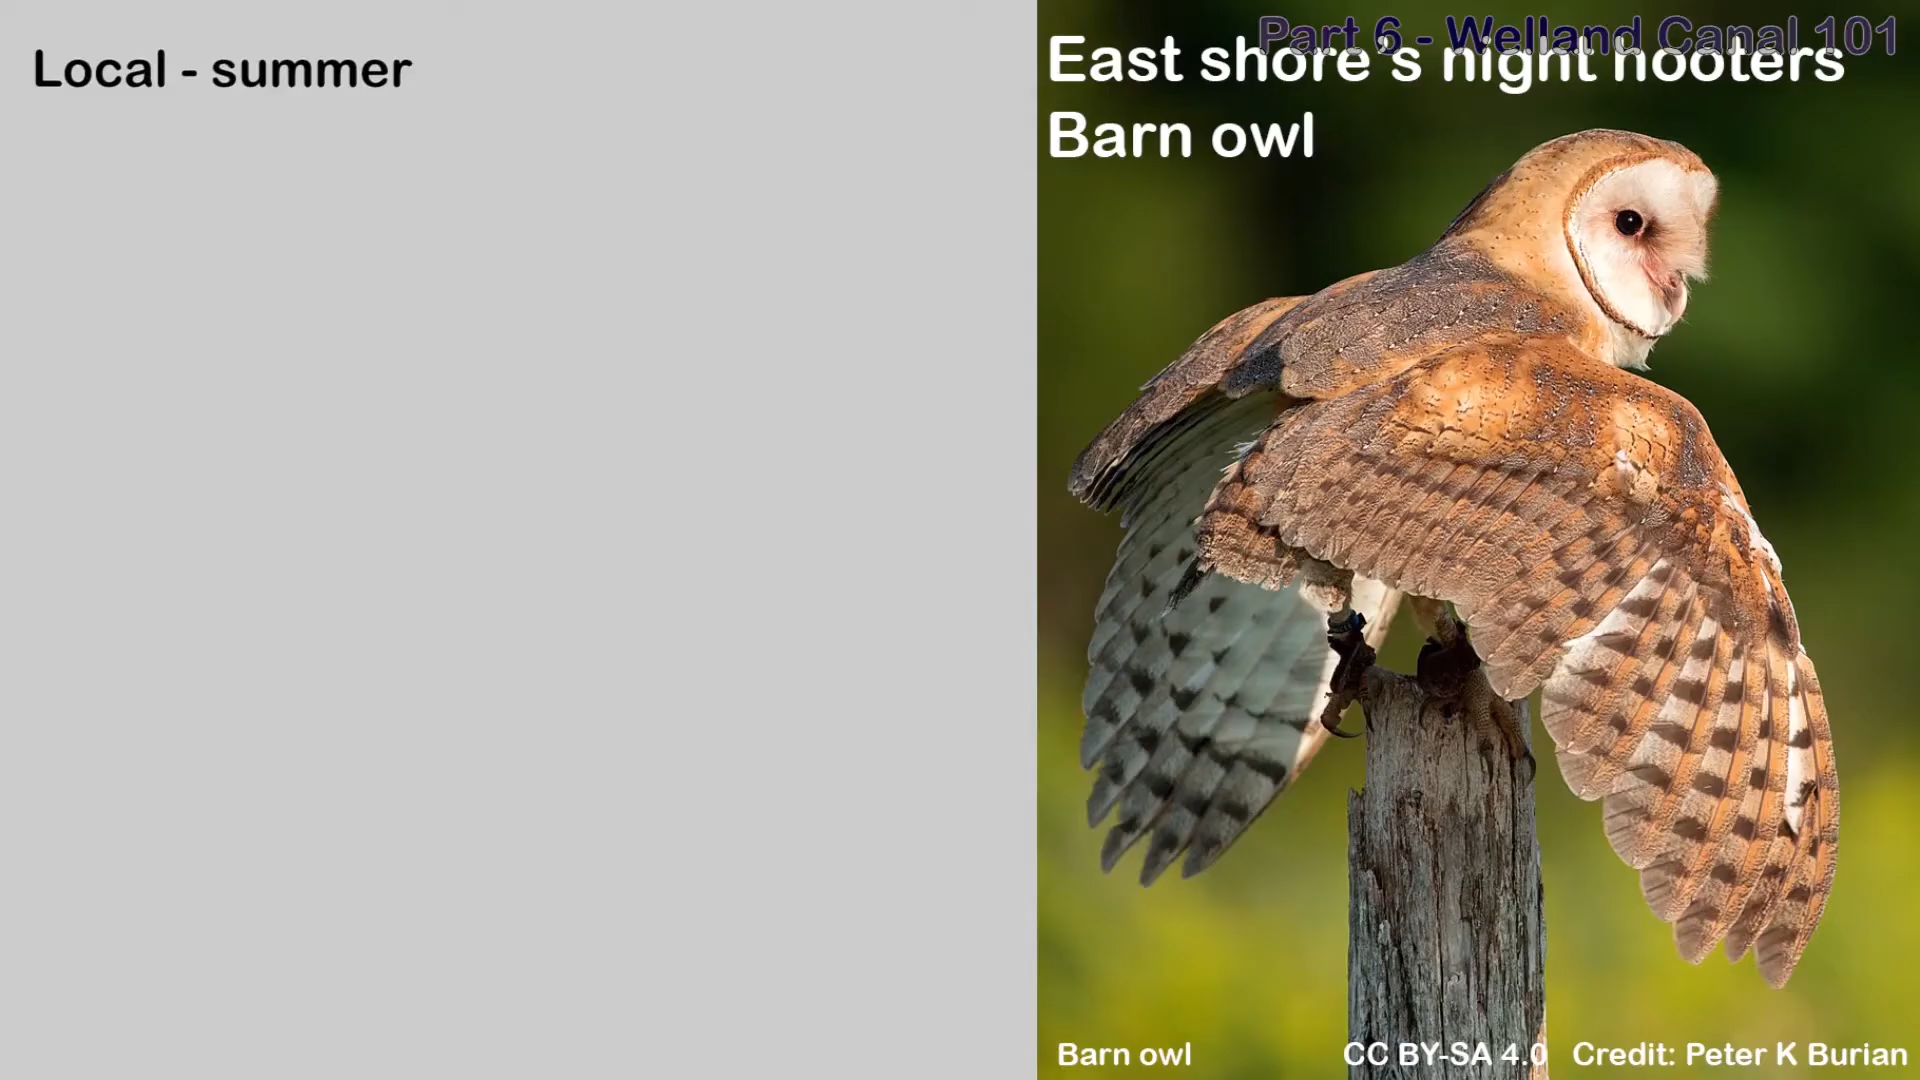 Local - summer
Part 6 - Welland Canal 101
East shore's night hooters
Barn owl
Barn owl
CC BY-SA 4.0
Credit: Peter K Burian